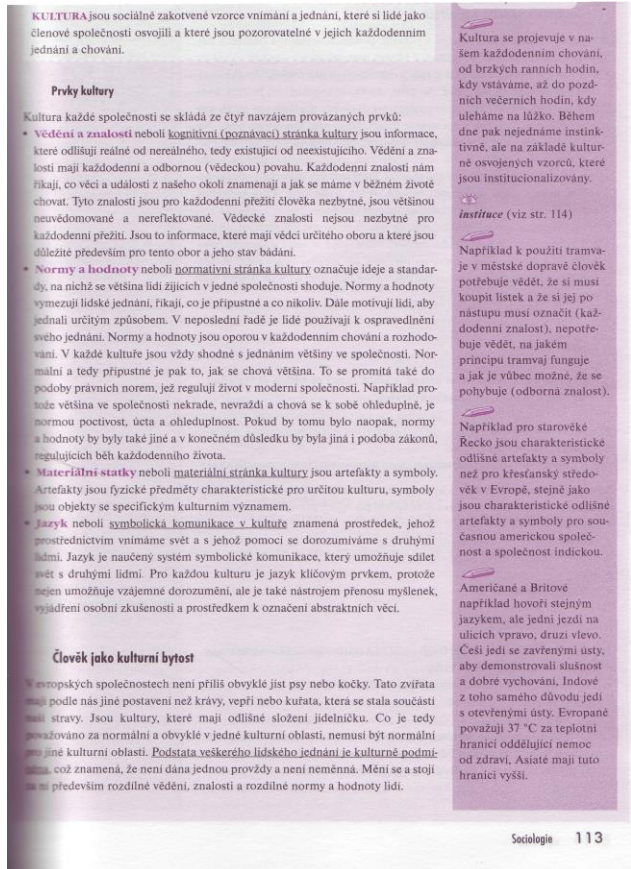 KULTURA jsou sociálně zakotvené vzorce vnímání a jednání, které si lidé jako
členové společnosti osvojili a které jsou pozorovatelné v jejich každodenním
jednání a chování.
Prvky kultury
Kultura každé společnosti se skládá ze čtyř navzájem provázaných prvků:
• Vědění a znalosti neboli kognitivní (poznávací) stránka kultury jsou informace,
které odlišují reálné od nereálného, tedy existující od neexistujícího. Vědění a zna-
losti mají každodenní a odbornou (vědeckou) povahu. Každodenní znalosti nám
říkají, co věci a události z našeho okolí znamenají a jak se máme v běžném životě
chovat. Tyto znalosti jsou pro každodenní přežití člověka nezbytné, jsou většinou
neuvědomované a nereflektované. Vědecké znalosti nejsou nezbytné pro
každodenní přežití. Jsou to informace, které mají vědci určitého oboru a které jsou
důležité především pro tento obor a jeho stav bádání.
• Normy a hodnoty neboli normativní stránka kultury označuje ideje a standar-
dy, na nichž se většina lidí žijících v jedné společnosti shoduje. Normy a hodnoty
vymezují lidské jednání, říkají, co je přípustné a co nikoliv. Dále motivují lidi, aby
jednali určitým způsobem. V neposlední řadě je lidé používají k ospravedlnění
svého jednání. Normy a hodnoty jsou oporou v každodenním chování a rozhodo-
vání. V každé kultuře jsou vždy shodné s jednáním většiny ve společnosti. Nor-
mální a tedy přípustné je pak to, jak se chová většina. To se promítá také do
podoby právních norem, jež regulují život v moderní společnosti. Například pro-
tože většina ve společnosti nekrade, nevraždí a chová se k sobě ohleduplně, je
normou poctivost, úcta a ohleduplnost. Pokud by tomu bylo naopak, normy
a hodnoty by byly také jiné a v konečném důsledku by byla jiná i podoba zákonů,
regulujících běh každodenního života.
• Materiální statky neboli materiální stránka kultury jsou artefakty a symboly.
Artefakty jsou fyzické předměty charakteristické pro určitou kulturu, symboly
jsou objekty se specifickým kulturním významem.
• Jazyk neboli symbolická komunikace v kultuře znamená prostředek, jehož
prostřednictvím vnímáme svět a s jehož pomocí se dorozumíváme s druhými
lidmi. Jazyk je naučený systém symbolické komunikace, který umožňuje sdílet
svět s druhými lidmi. Pro každou kulturu je jazyk klíčovým prvkem, protože
nejen umožňuje vzájemné dorozumění, ale je také nástrojem přenosu myšlenek,
vyjádření osobní zkušenosti a prostředkem k označení abstraktních věcí.
Člověk jako kulturní bytost
V evropských společnostech není příliš obvyklé jíst psy nebo kočky. Tato zvířata
mají podle nás jiné postavení než krávy, vepři nebo kuřata, která se stala součástí
naší stravy. Jsou kultury, které mají odlišné složení jídelníčku. Co je tedy
považováno za normální a obvyklé v jedné kulturní oblasti, nemusí být normální
pro jiné kulturní oblasti. Podstata veškerého lidského jednání je kulturně podmí-
něna, což znamená, že není dána jednou provždy a není neměnná. Mění se a stojí
za ní především rozdílné vědění, znalosti a rozdílné normy a hodnoty lidí.
Kultura se projevuje v na-
šem každodenním chování,
od brzkých ranních hodin,
kdy vstáváme, až do pozd-
ních večerních hodin, kdy
uleháme na lůžko. Během
dne pak nejednáme instink-
tivně, ale na základě kultur-
ně osvojených vzorců, které
jsou institucionalizovány.
instituce (viz str. 114)
Například k použití tramva-
je v městské dopravě člověk
potřebuje vědět, že si musí
koupit lístek a že si jej po
nástupu musí označit (kaž-
dodenní znalost), nepotře-
buje vědět, na jakém
principu tramvaj funguje
a jak je vůbec možné, že se
pohybuje (odborná znalost).
Například pro starověké
Řecko jsou charakteristické
odlišné artefakty a symboly
než pro křesťanský středo-
věk v Evropě, stejně jako
jsou charakteristické odlišné
artefakty a symboly pro sou-
časnou americkou společ-
nost a společnost indickou.
Američané a Britové
například hovoří stejným
jazykem, ale jedni jezdí na
ulicích vpravo, druzí vlevo.
Češi jedí se zavřenými ústy,
aby demonstrovali slušnost
a dobré vychování, Indové
z toho samého důvodu jedí
s otevřenými ústy. Evropané
považují 37 °C za teplotní
hranici oddělující nemoc
od zdraví, Asiaté mají tuto
hranici vyšší.
Sociologie 113